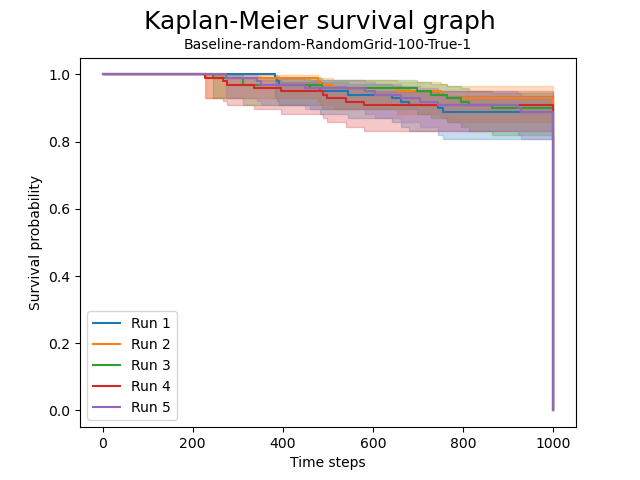 Kaplan-Meier survival graph
Baseline-random-RandomGrid-100-True-1
Survival probability
1.0
0.8
0.6
0.4
0.2
0.0
Run 1
Run 2
Run 3
Run 4
Run 5
0 200 400 600 800 1000
Time steps